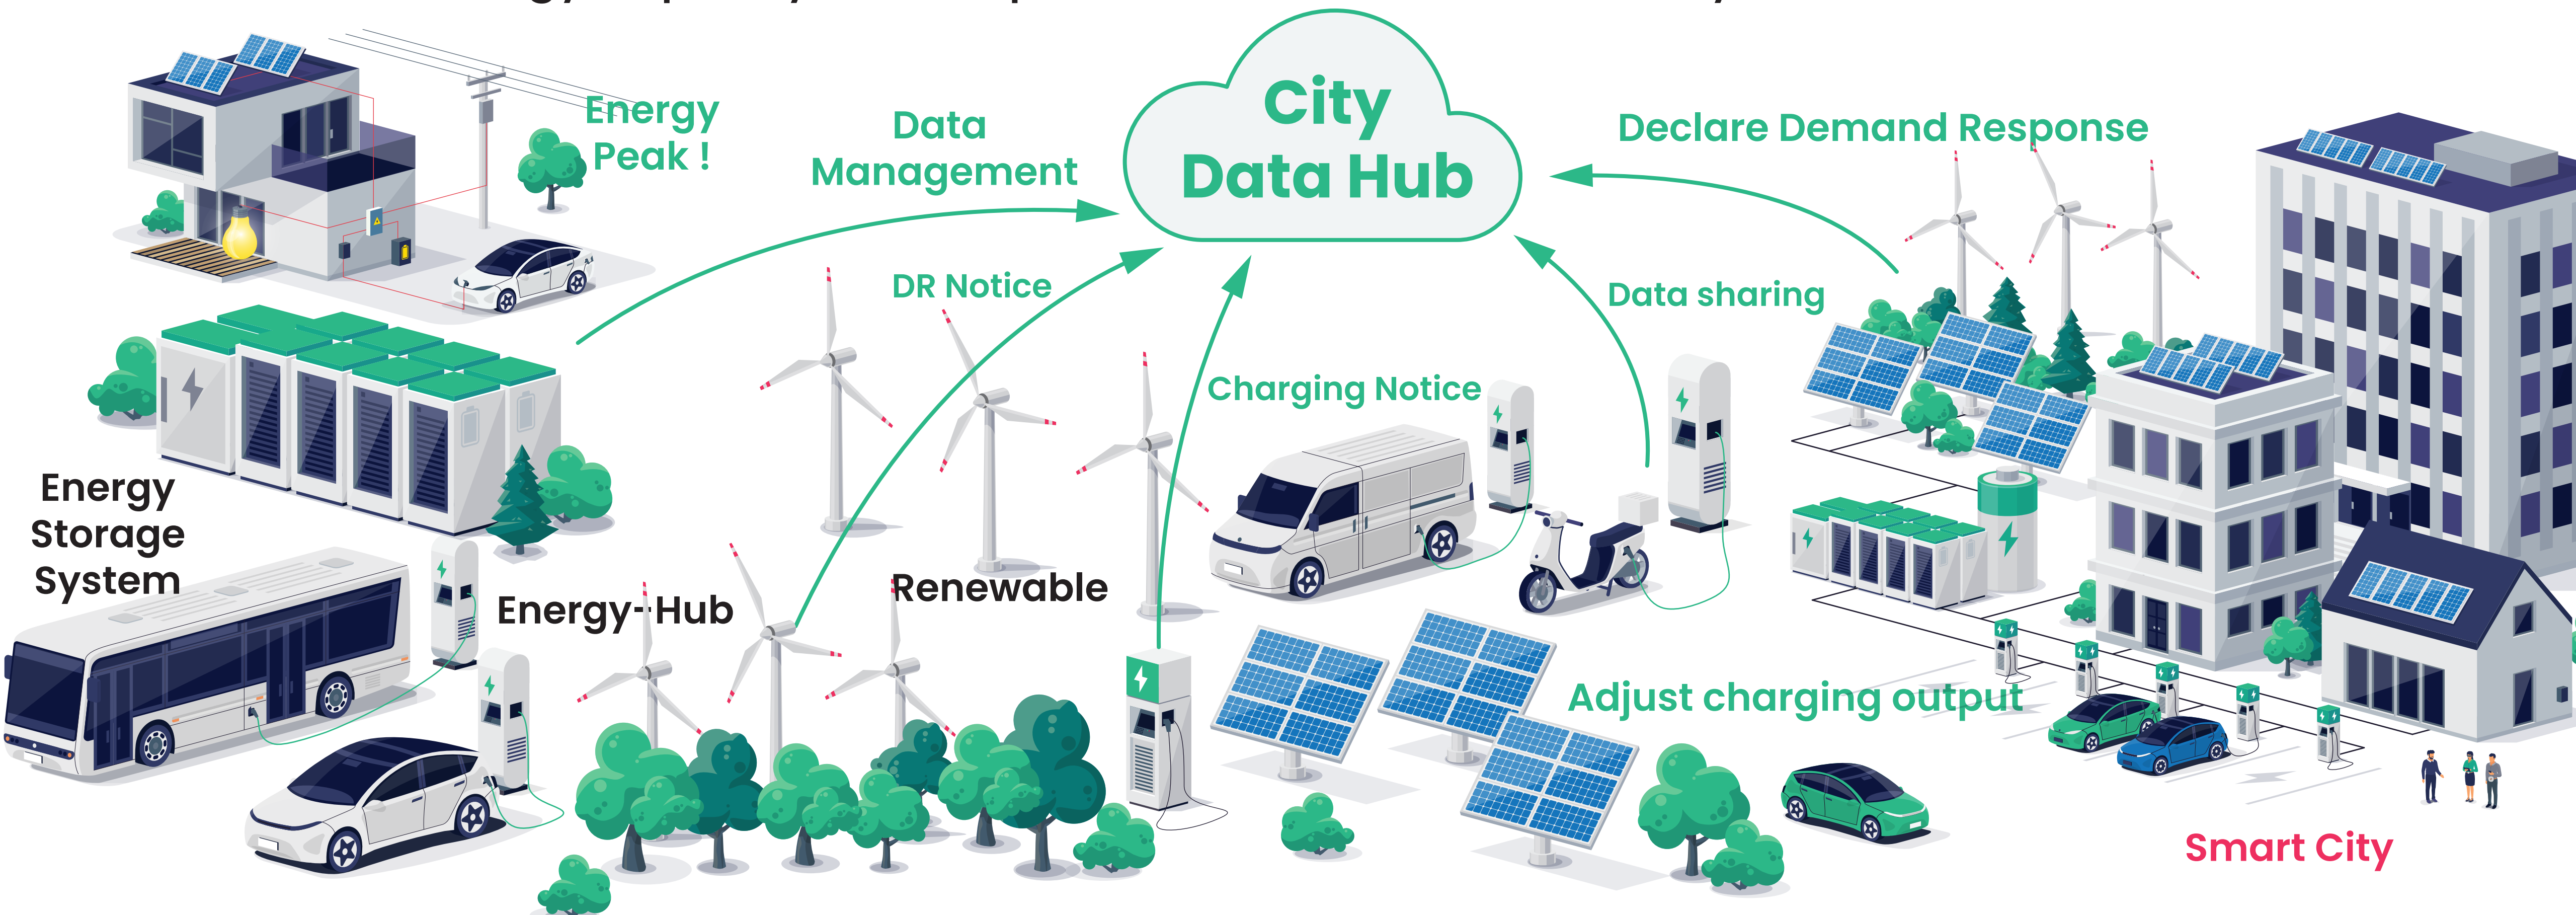 Energy
Peak !
Data
Management
City
Data Hub
Declare Demand Response
DR Notice
Data sharing
Charging Notice
Energy
Storage
System
Energy-Hub
Renewable
Adjust charging output
Smart City